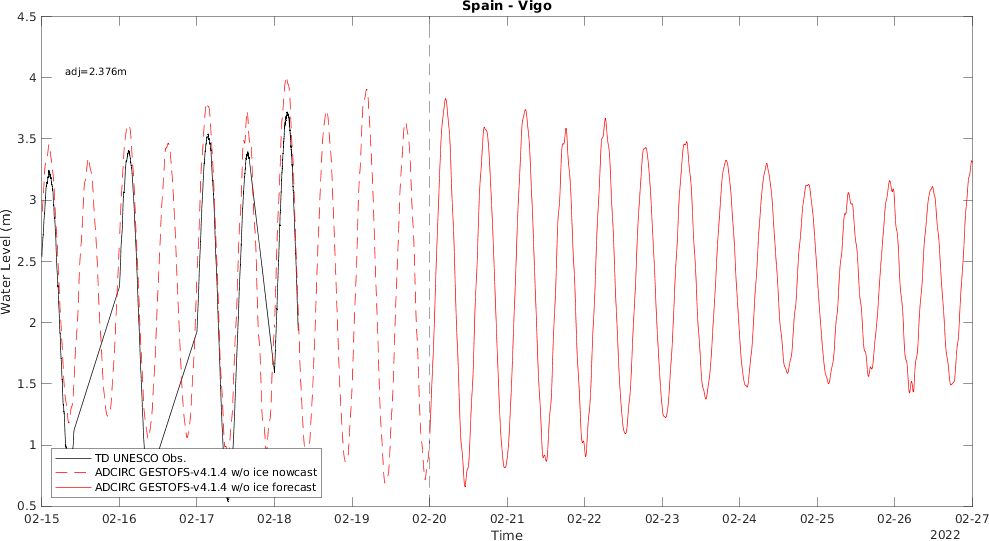 Spain - Vigo
4.5
4
3.5
3
2.5
2
1.5
1
0.5
Water Level (m)
adj=2.376m
TD UNESCO Obs.
ADCIRC GESTOFS-v4.1.4 w/o ice nowcast
ADCIRC GESTOFS-v4.1.4 w/o ice forecast
02-15 02-16 02-17 02-18 02-19 02-20 02-21 02-22 02-23 02-24 02-25 02-26 02-27
Time
2022